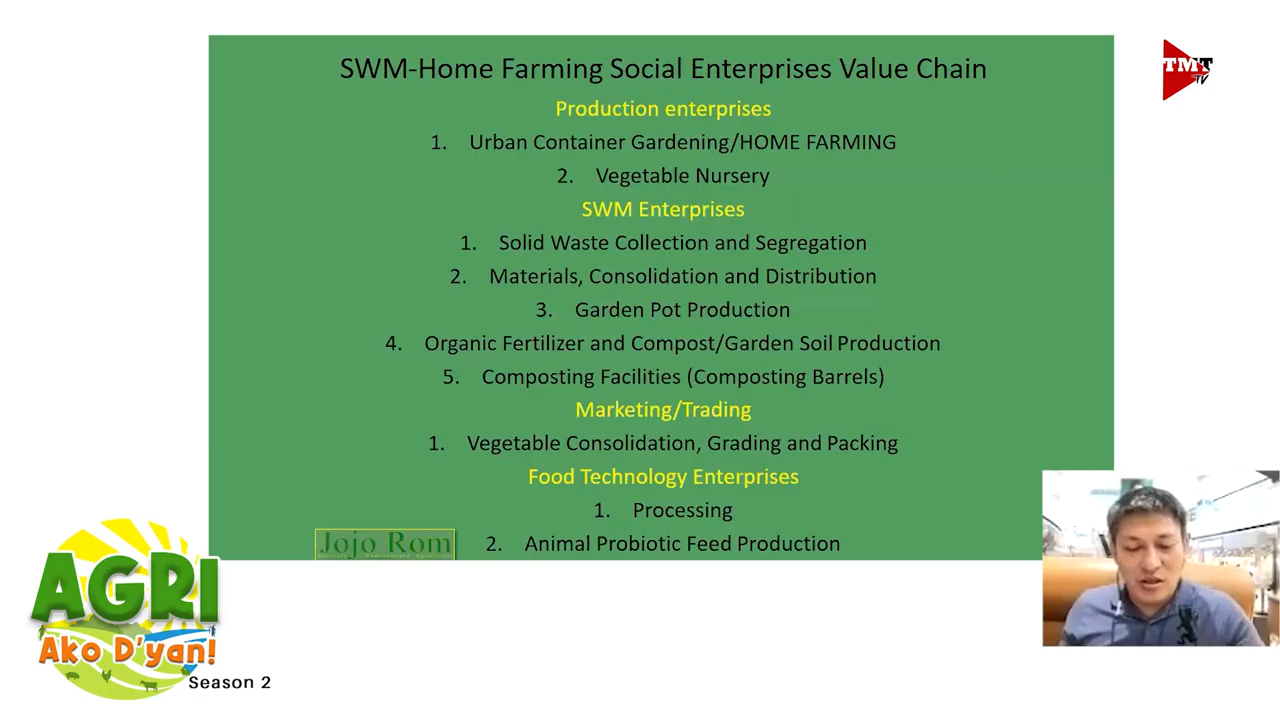 SWM-Home Farming Social Enterprises Value Chain
Production enterprises
1. Urban Container Gardening/HOME FARMING
2. Vegetable Nursery
SWM Enterprises
1. Solid Waste Collection and Segregation
2. Materials, Consolidation and Distribution
3. Garden Pot Production
4. Organic Fertilizer and Compost/Garden Soil Production
5. Composting Facilities (Composting Barrels)
Marketing/Trading
1. Vegetable Consolidation, Grading and Packing
Food Technology Enterprises
1. Processing
2. Animal Probiotic Feed Production
Jojo Rom
TMT
TV
AGRI
Ako D'yan!
Season 2